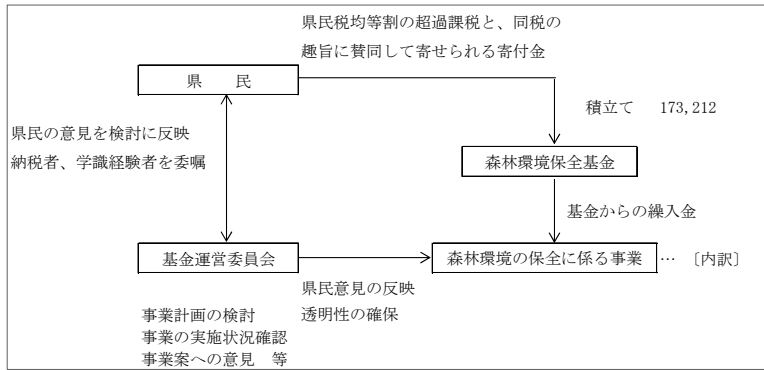 県民税均等割の超過課税と、同税の
趣旨に賛同して寄せられる寄付金
県　民
積立て　173,212
県民の意見を検討に反映
納税者、学識経験者を委嘱
森林環境保全基金
基金からの繰入金
基金運営委員会
森林環境の保全に係る事業
… 〔内訳〕
県民意見の反映
透明性の確保
事業計画の検討
事業の実施状況確認
事業案への意見　等